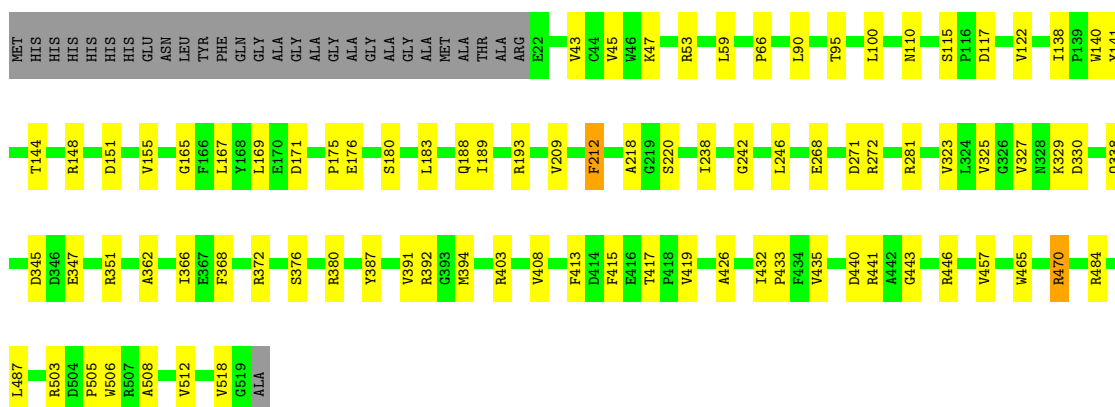 MET HIS HIS HIS HIS HIS HIS GLU ASN LEU TYR PHE GLN GLY ALA GLY ALA GLY ALA GLY ALA GLY ALA MET ALA THR ALA ARG E22 V43 C44 V45 W46 K47 R53 L59 P66 L90 T95 L100 N110 S115 P116 D117 V122 I138 P139 W140
T144 R148 D151 V155 G165 F166 L167 Y168 L169 E170 D171 P175 E176 S180 L183 Q188 I189 R193 V209 F212 A218 G219 S220 I238 G242 L246 E268 D271 R272 R281 V323 L324 V325 G326 V327 N328 K329 D330
D345 D346 E347 R351 A362 I366 E367 F368 R372 S376 R380 Y387 V391 R392 G393 M394 R403 V408 F413 D414 F415 E416 T417 P418 V419 A426 I432 P433 F434 V435 D440 R441 A442 G443 R446 V457 W465 R470 R484
L487 R503 D504 P505 W506 R507 A508 V512 V518 G519 ALA